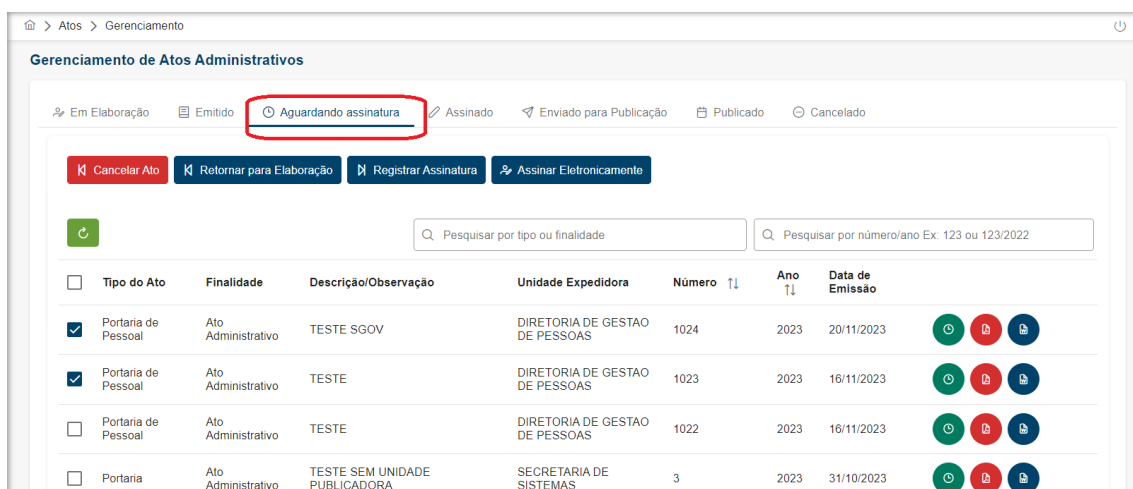 Atos > Gerenciamento
Gerenciamento de Atos Administrativos
Em Elaboração Emitido Aguardando assinatura Assinado Enviado para Publicação Publicado Cancelado
Cancelar Ato Retornar para Elaboração Registrar Assinatura Assinar Eletronicamente
Pesquisar por tipo ou finalidade Pesquisar por número/ano Ex: 123 ou 123/2022
Tipo do Ato Finalidade Descrição/Observação Unidade Expedidora Número Ano Data de Emissão
Portaria de Pessoal Ato Administrativo TESTE SGOV DIRETORIA DE GESTAO DE PESSOAS 1024 2023 20/11/2023
Portaria de Pessoal Ato Administrativo TESTE DIRETORIA DE GESTAO DE PESSOAS 1023 2023 16/11/2023
Portaria de Pessoal Ato Administrativo TESTE DIRETORIA DE GESTAO DE PESSOAS 1022 2023 16/11/2023
Portaria Ato Administrativo TESTE SEM UNIDADE PUBLICADORA SECRETARIA DE SISTEMAS 3 2023 31/10/2023